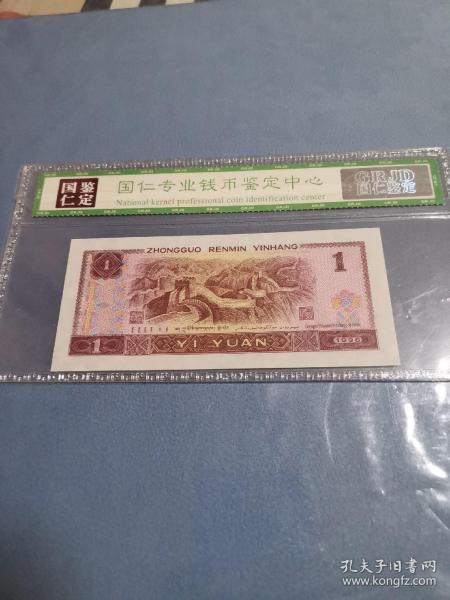 国鉴
仁定
国仁专业钱币鉴定中心
National kernel professional coin identification center
GRJD
国仁鉴定
ZHONGGUO RENMIN YINHANG
1
1
1
YI YUAN
1996
孔夫子旧书网
www.kongfz.com